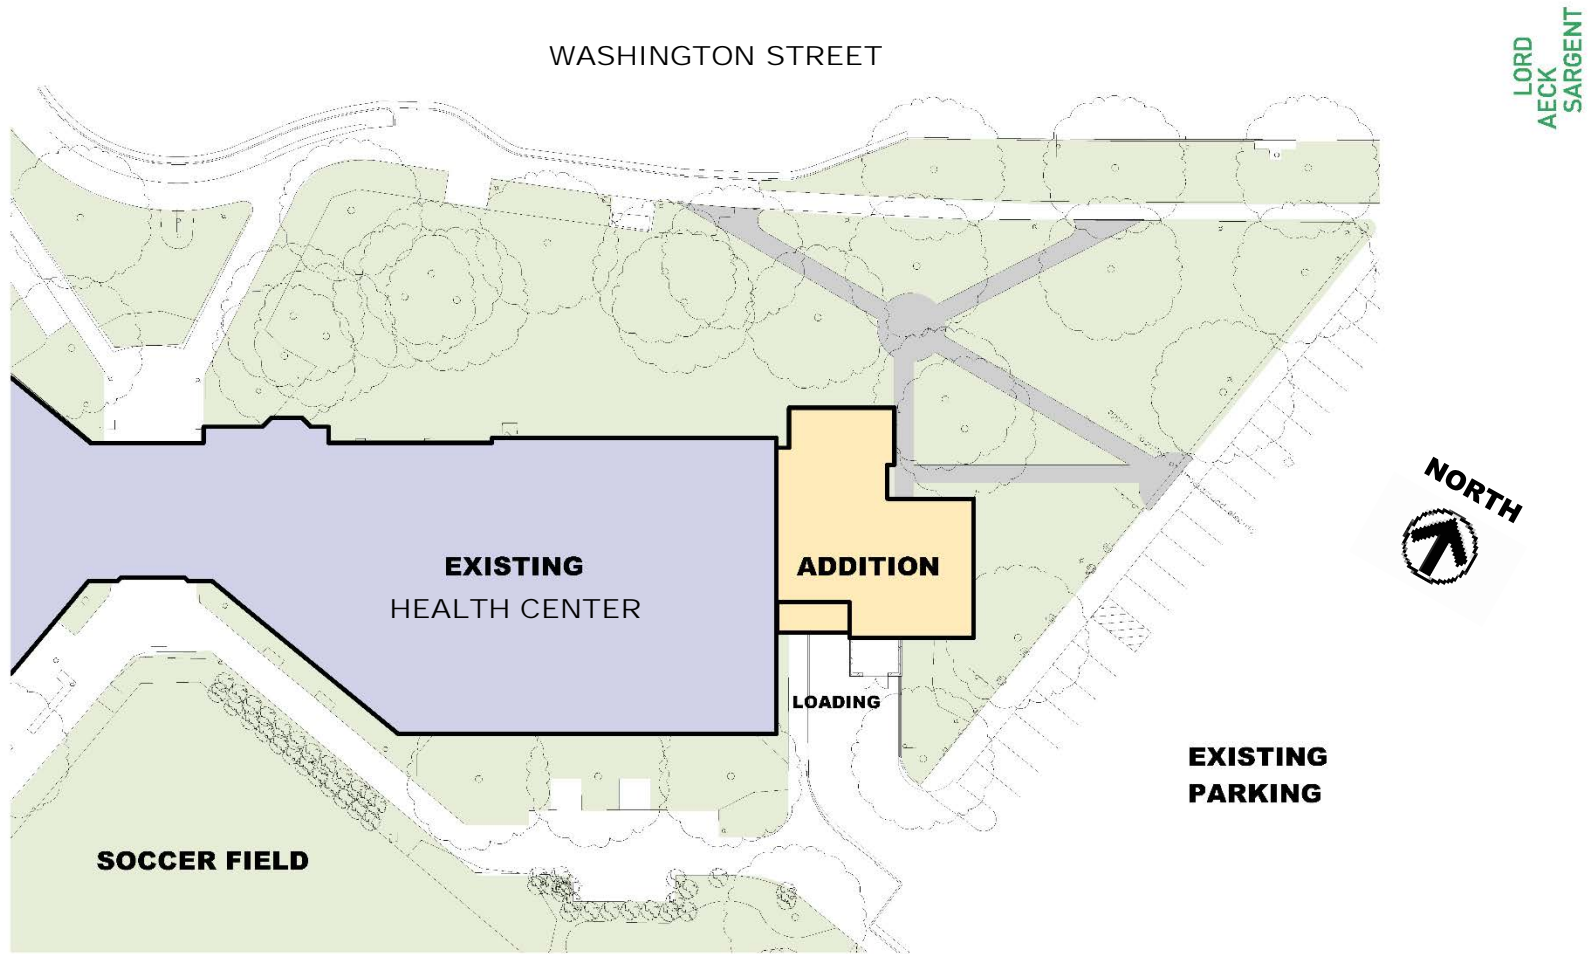 WASHINGTON STREET
LORD
AECK
SARGENT
NORTH
EXISTING
HEALTH CENTER
ADDITION
LOADING
EXISTING
PARKING
SOCCER FIELD